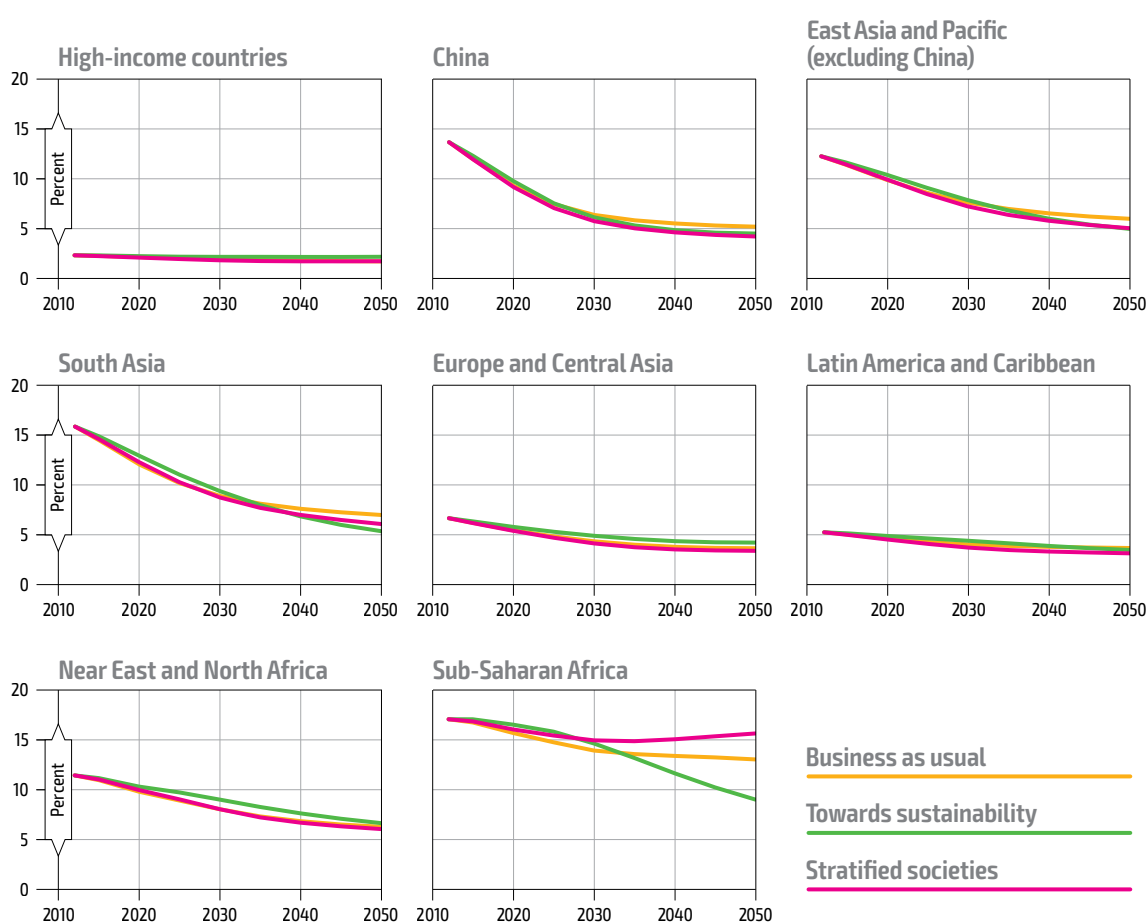 High-income countries
China
East Asia and Pacific
(excluding China)
20
15
10
5
0
Percent
2010 2020 2030 2040 2050
2010 2020 2030 2040 2050
2010 2020 2030 2040 2050
South Asia
Europe and Central Asia
Latin America and Caribbean
20
15
10
5
0
Percent
2010 2020 2030 2040 2050
2010 2020 2030 2040 2050
2010 2020 2030 2040 2050
Near East and North Africa
Sub-Saharan Africa
20
15
10
5
0
Percent
2010 2020 2030 2040 2050
2010 2020 2030 2040 2050
Business as usual
Towards sustainability
Stratified societies